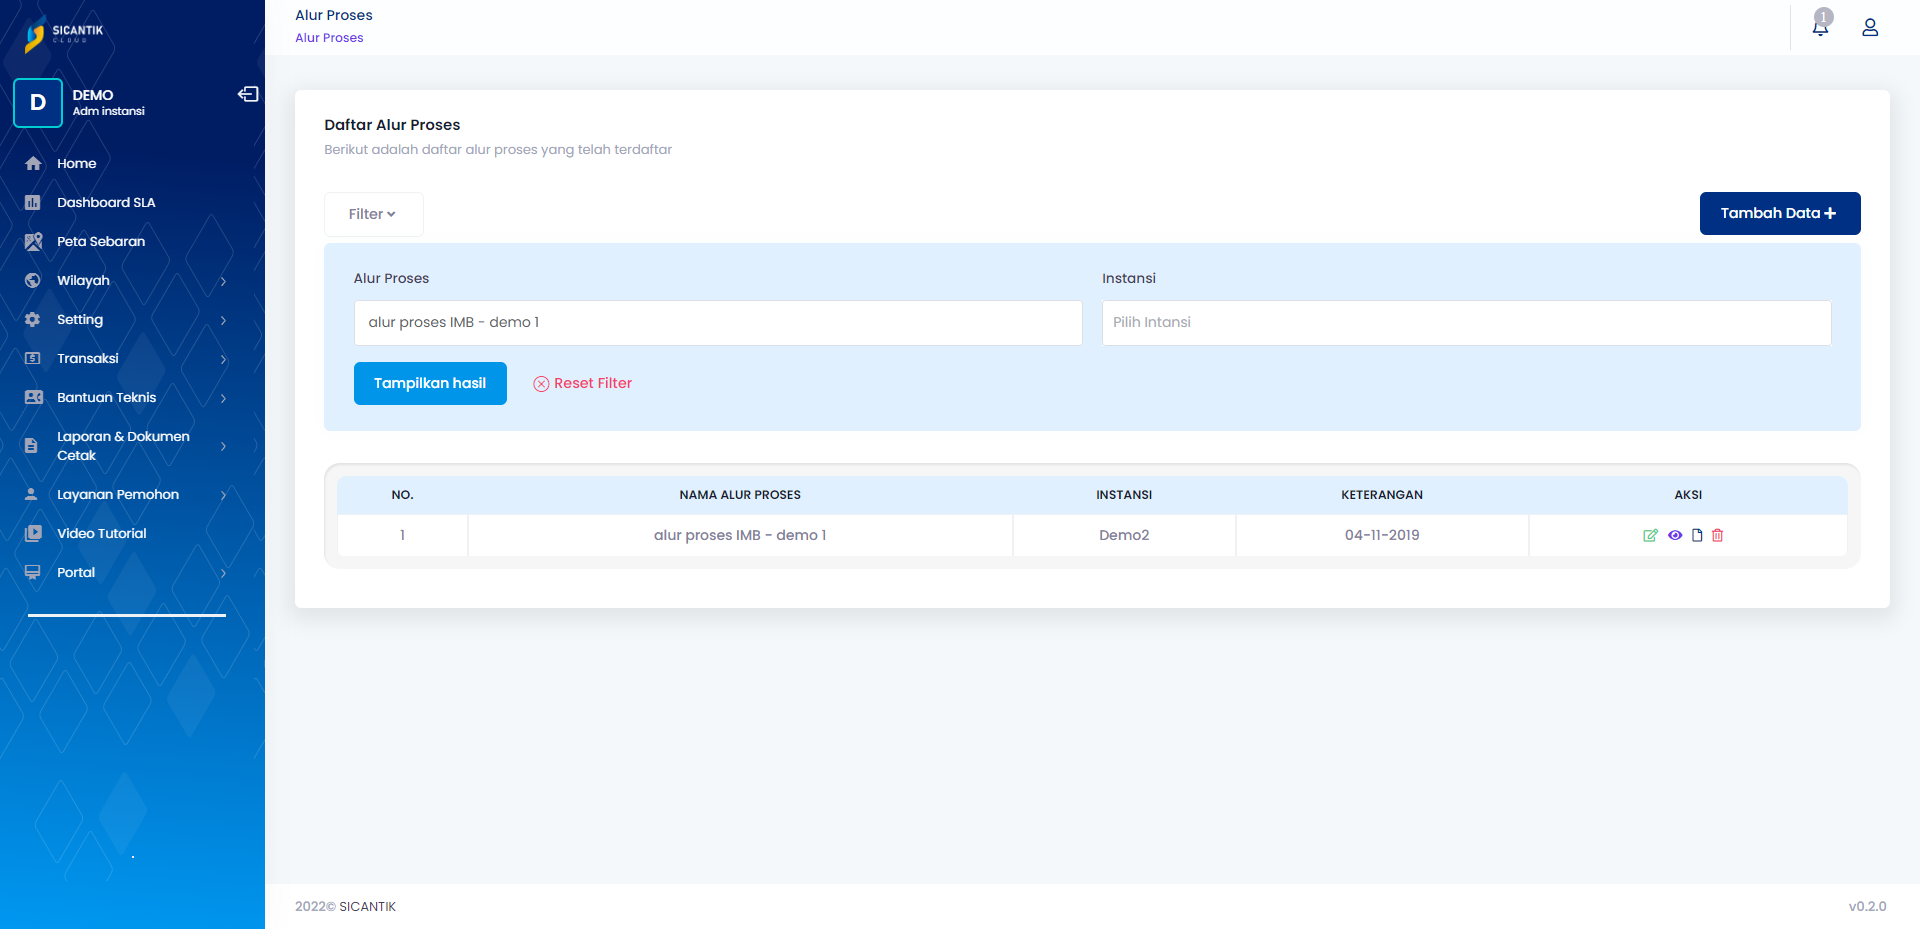 SICANTIK
CLOUD
D
DEMO
Adm instansi
Home
Dashboard SLA
Peta Sebaran
Wilayah
Setting
Transaksi
Bantuan Teknis
Laporan & Dokumen
Cetak
Layanan Pemohon
Video Tutorial
Portal
Alur Proses
Alur Proses
1
Daftar Alur Proses
Berikut adalah daftar alur proses yang telah terdaftar
Filter
Tambah Data +
Alur Proses
Instansi
alur proses IMB - demo 1
Pilih Intansi
Tampilkan hasil
Reset Filter
NO. NAMA ALUR PROSES INSTANSI KETERANGAN AKSI
1 alur proses IMB - demo 1 Demo2 04-11-2019
2022© SICANTIK
v0.2.0